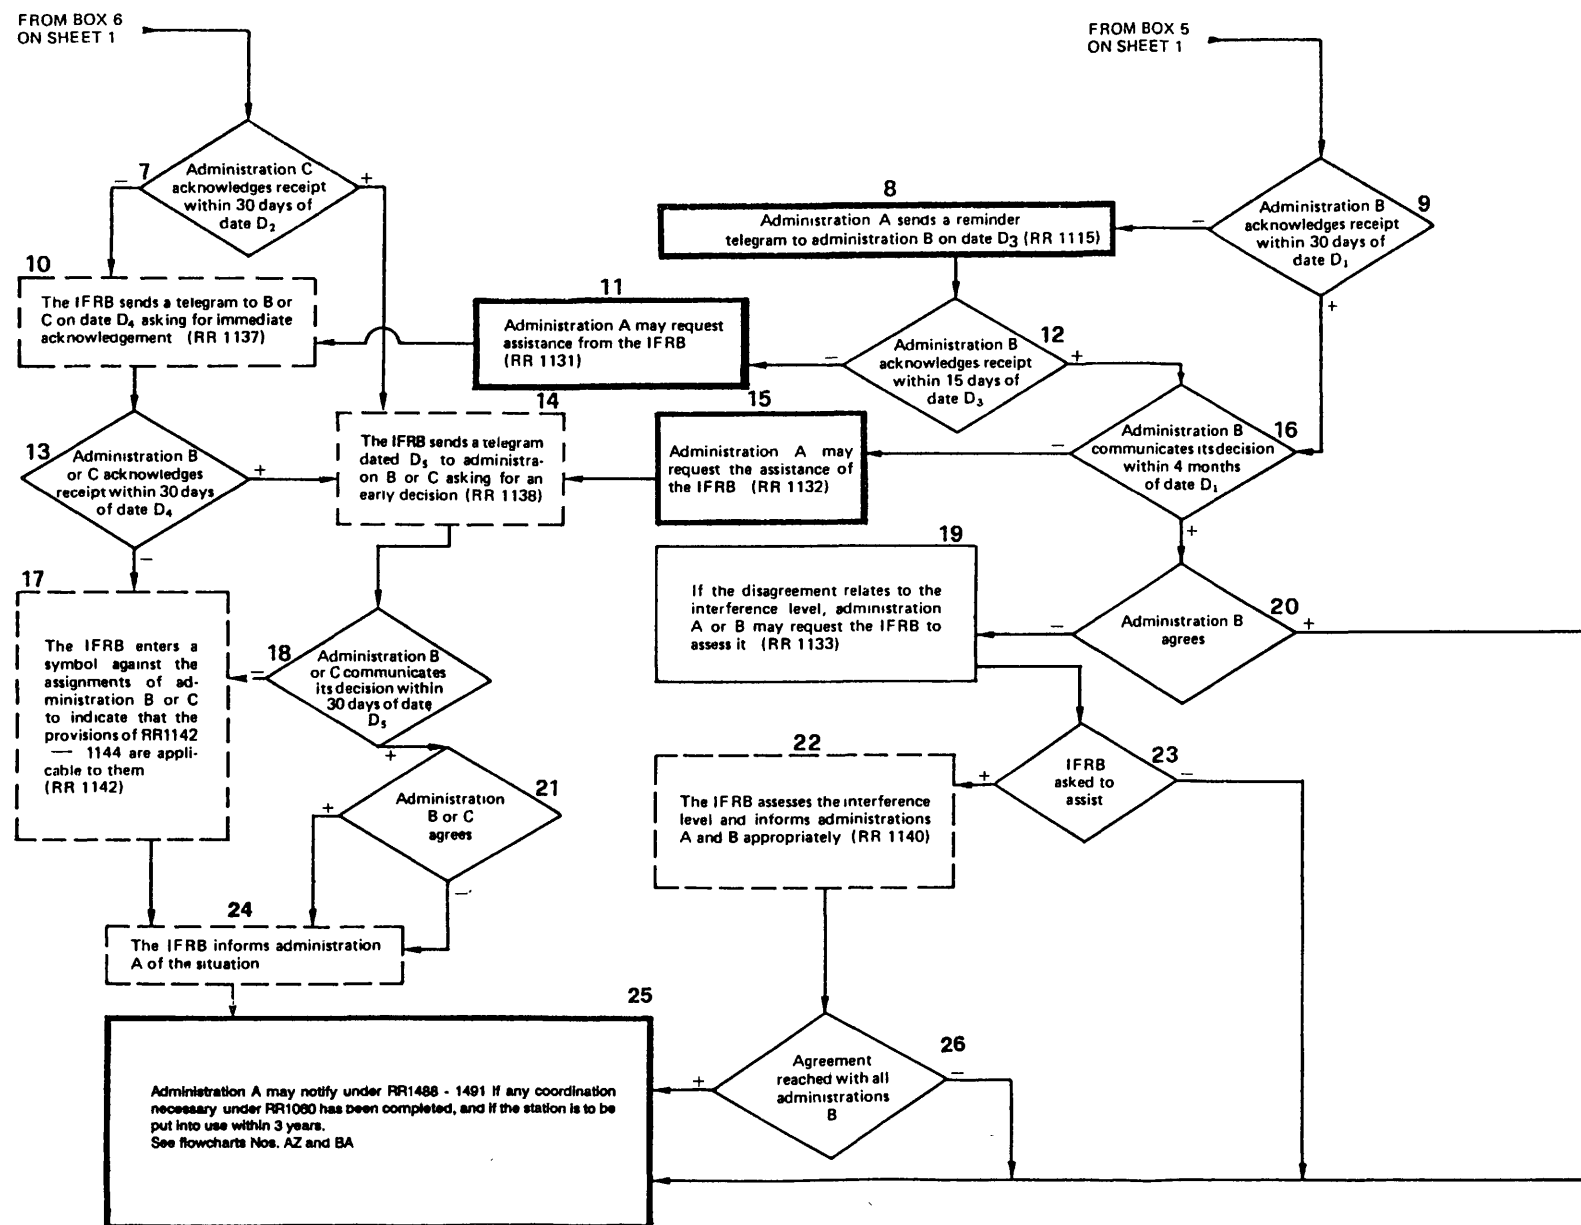 FROM BOX 6
ON SHEET 1
FROM BOX 5
ON SHEET 1
7
Administration C
acknowledges receipt
within 30 days of
date D2
–
+
8
Administration A sends a reminder
telegram to administration B on date D3 (RR 1115)
9
Administration B
acknowledges receipt
within 30 days of
date D1
–
+
10
The IFRB sends a telegram to B or
C on date D4 asking for immediate
acknowledgement (RR 1137)
11
Administration A may request
assistance from the IFRB
(RR 1131)
12
Administration B
acknowledges receipt
within 15 days of
date D3
–
+
13
Administration B
or C acknowledges
receipt within 30 days
of date D4
+
–
14
The IFRB sends a telegram
dated D5 to administra-
on B or C asking for an
early decision (RR 1138)
15
Administration A may
request the assistance of
the IFRB (RR 1132)
16
Administration B
communicates its decision
within 4 months
of date D1
–
+
17
The IFRB enters a
symbol against the
assignments of ad-
ministration B or C
to indicate that the
provisions of RR1142
— 1144 are appli-
cable to them
(RR 1142)
18
Administration B
or C communicates
its decision within
30 days of date
D5
–
+
19
If the disagreement relates to the
interference level, administration
A or B may request the IFRB to
assess it (RR 1133)
20
Administration B
agrees
–
+
21
Administration
B or C
agrees
+
–
22
The IFRB assesses the interference
level and informs administrations
A and B appropriately (RR 1140)
23
IFRB
asked to
assist
+
–
24
The IFRB informs administration
A of the situation
25
Administration A may notify under RR1488 - 1491 If any coordination
necessary under RR1060 has been completed, and if the station is to be
put into use within 3 years.
See flowcharts Nos. AZ and BA
26
Agreement
reached with all
administrations
B
+
–